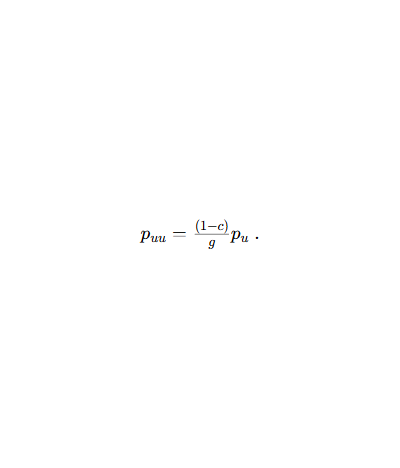 $p_{uu} = \frac{(1-c)}{g} p_u$ .